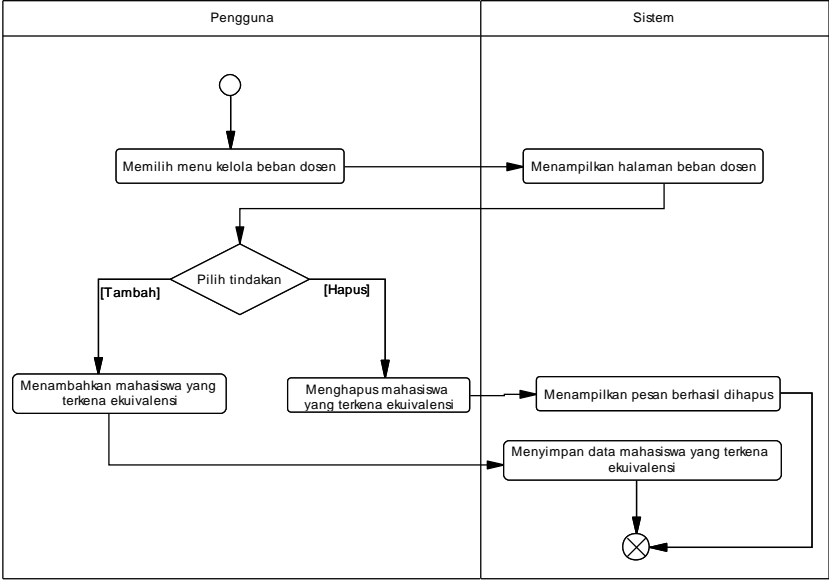 Pengguna
Sistem
Memilih menu kelola beban dosen
Menampilkan halaman beban dosen
Pilih tindakan
[Tambah]
[Hapus]
Menambahkan mahasiswa yang
terkena ekuivalensi
Menghapus mahasiswa
yang terkena ekuivalensi
Menampilkan pesan berhasil dihapus
Menyimpan data mahasiswa yang terkena
ekuivalensi